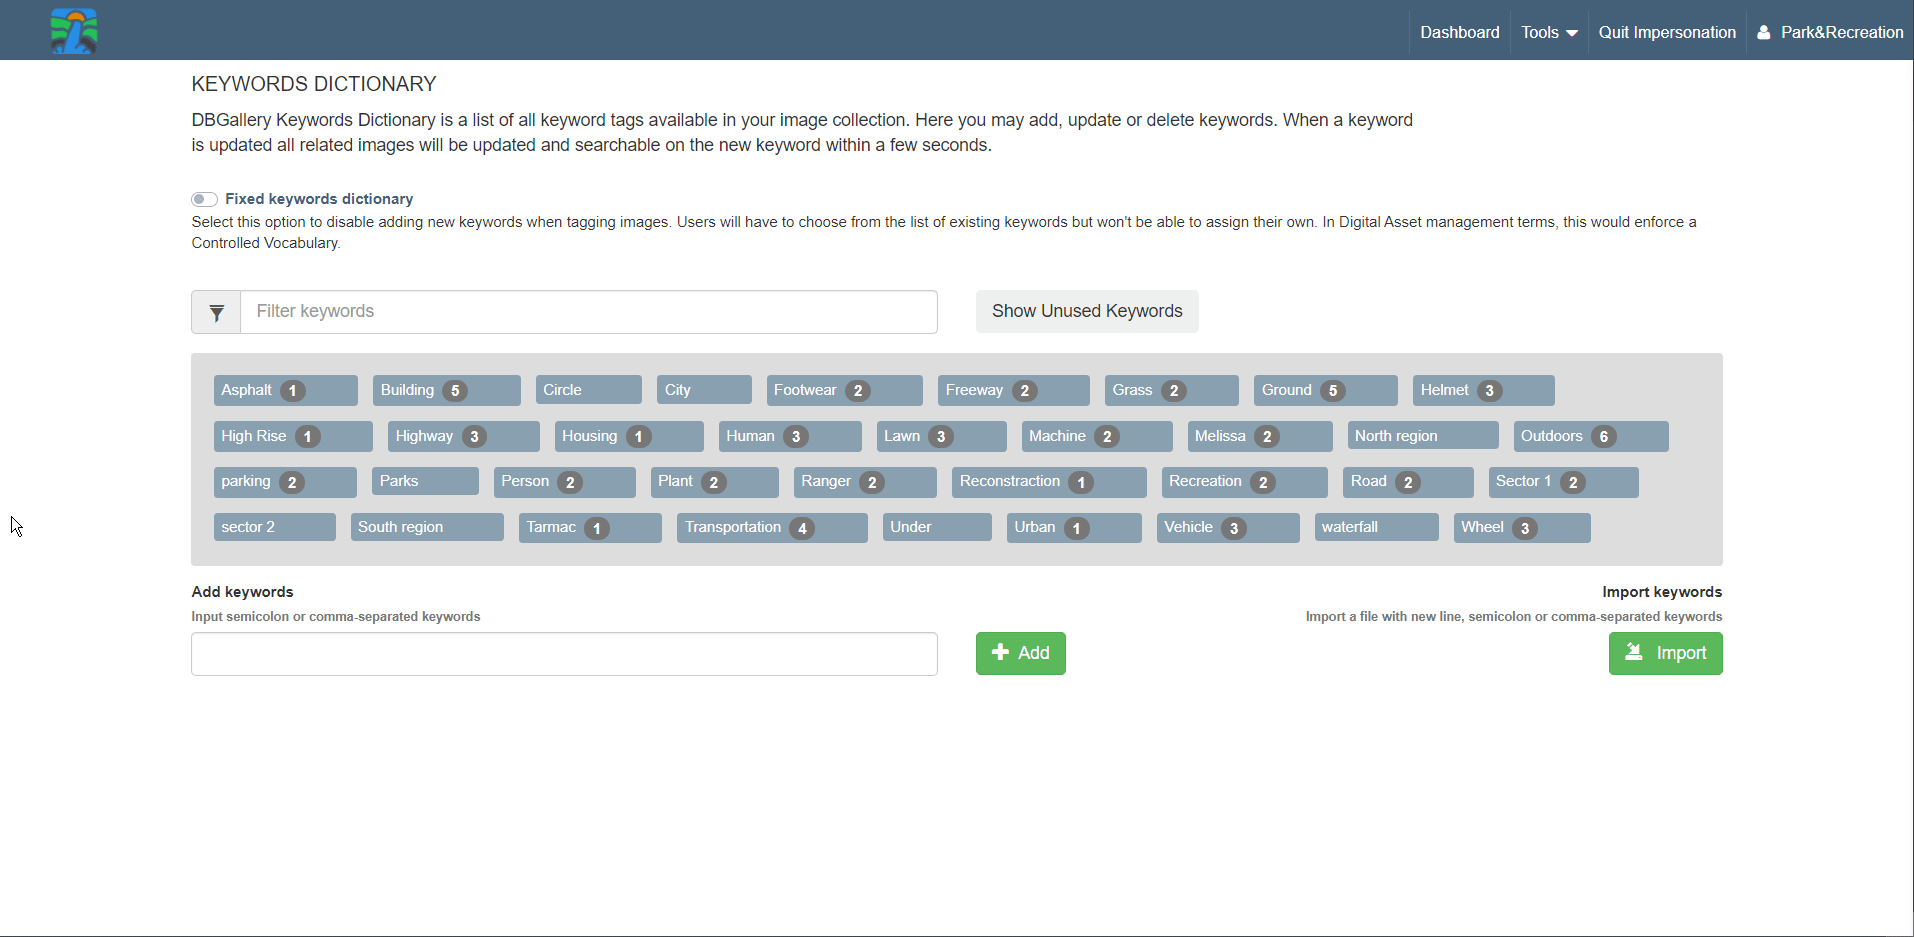 Dashboard Tools Quit Impersonation Park&Recreation
KEYWORDS DICTIONARY
DBGallery Keywords Dictionary is a list of all keyword tags available in your image collection. Here you may add, update or delete keywords. When a keyword
is updated all related images will be updated and searchable on the new keyword within a few seconds.
Fixed keywords dictionary
Select this option to disable adding new keywords when tagging images. Users will have to choose from the list of existing keywords but won't be able to assign their own. In Digital Asset management terms, this would enforce a
Controlled Vocabulary.
Filter keywords Show Unused Keywords
Asphalt 1 Building 5 Circle City Footwear 2 Freeway 2 Grass 2 Ground 5 Helmet 3
High Rise 1 Highway 3 Housing 1 Human 3 Lawn 3 Machine 2 Melissa 2 North region Outdoors 6
parking 2 Parks Person 2 Plant 2 Ranger 2 Reconstraction 1 Recreation 2 Road 2 Sector 1 2
sector 2 South region Tarmac 1 Transportation 4 Under Urban 1 Vehicle 3 waterfall Wheel 3
Add keywords Import keywords
Input semicolon or comma-separated keywords Import a file with new line, semicolon or comma-separated keywords
Add Import